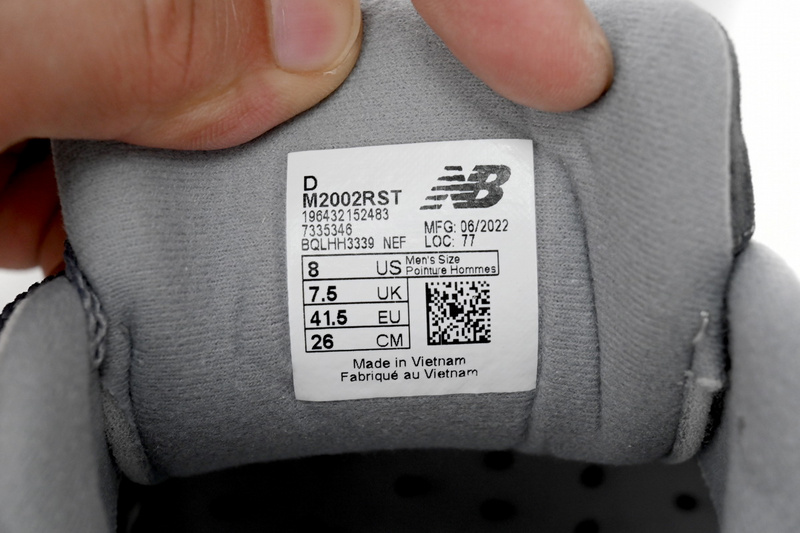 D
M2002RST
196432152483
7335346
BQLHH3339 NEF
NB
MFG: 06/2022
LOC: 77
8 US Men's Size
Pointure Hommes
7.5 UK
41.5 EU
26 CM
Made in Vietnam
Fabriqué au Vietnam